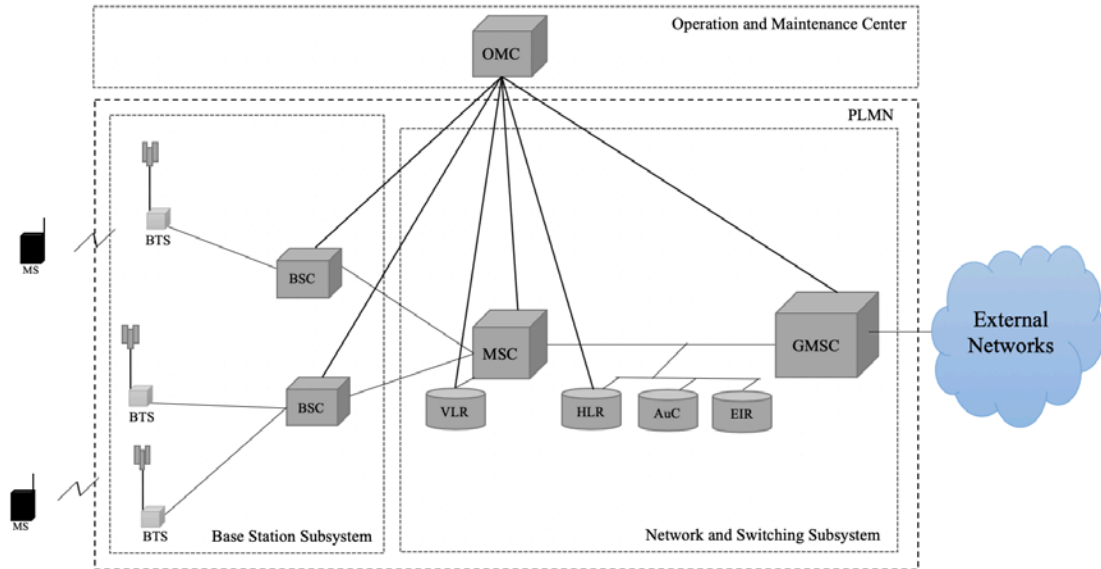 Operation and Maintenance Center
OMC
PLMN
BTS
MS
BSC
External
Networks
MSC
GMSC
BTS
BSC
VLR
HLR
AuC
EIR
MS
BTS
Base Station Subsystem
Network and Switching Subsystem